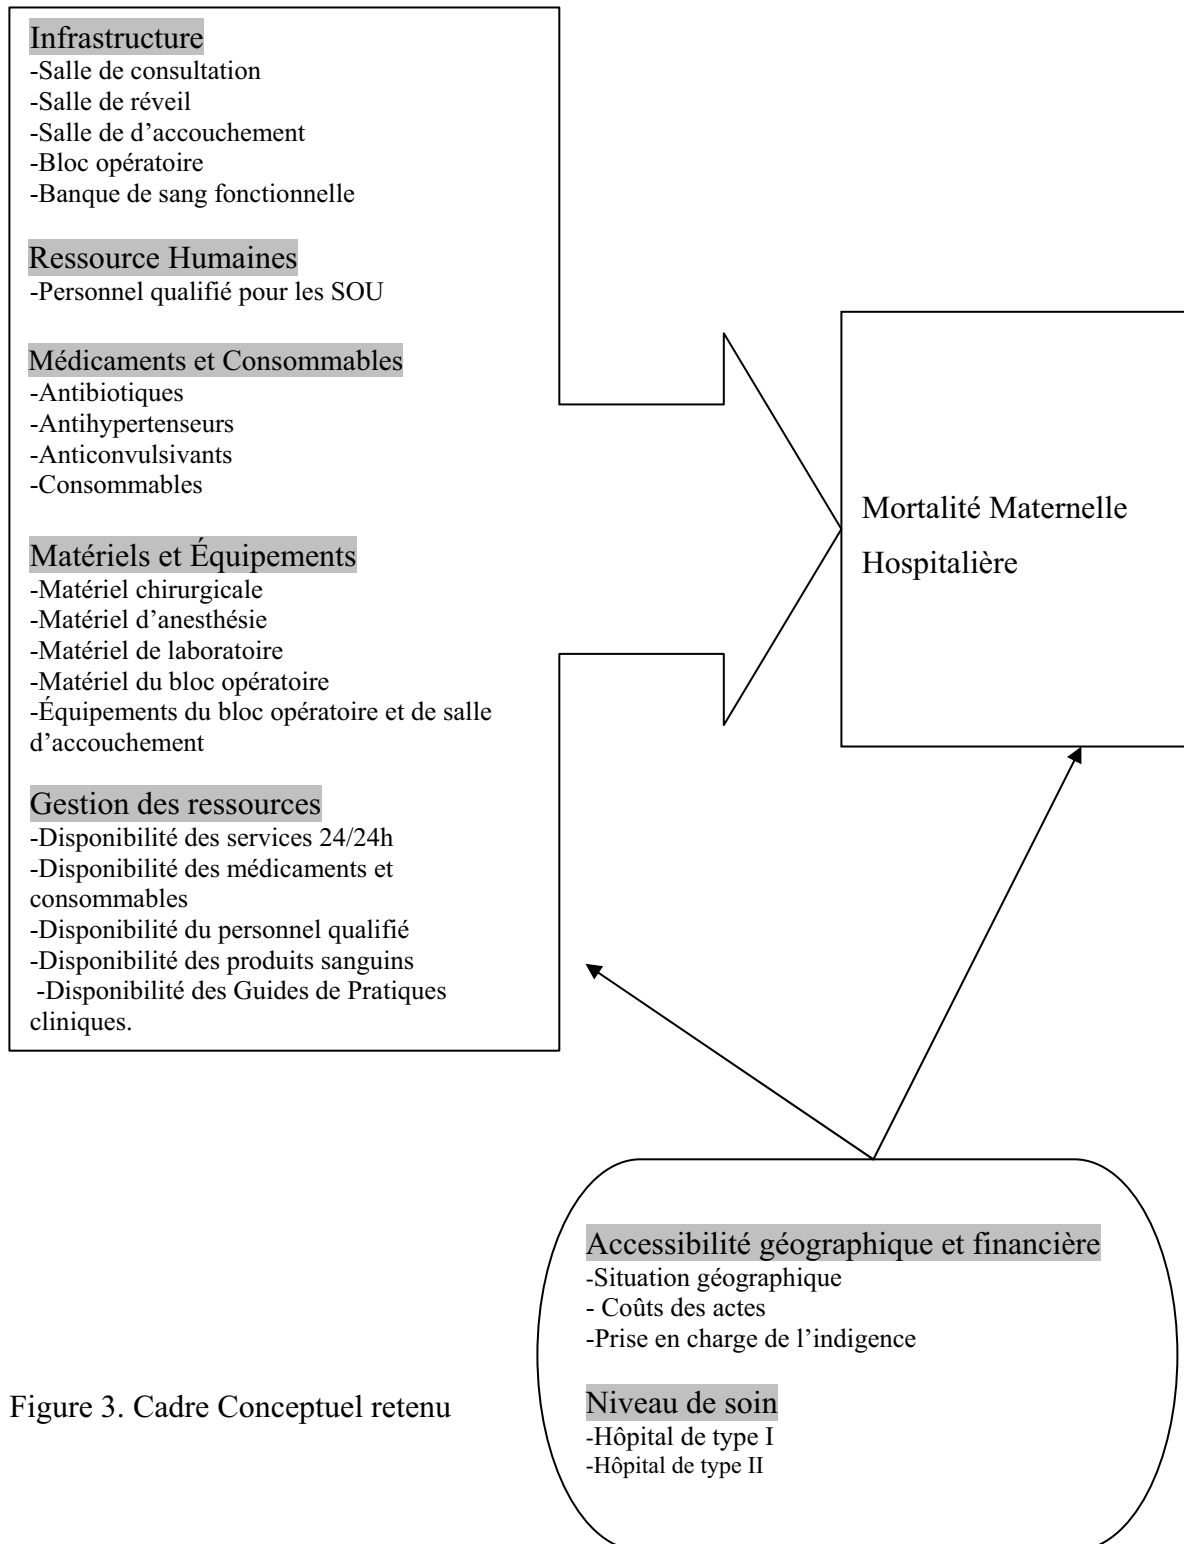 Infrastructure
-Salle de consultation
-Salle de réveil
-Salle de d’accouchement
-Bloc opératoire
-Banque de sang fonctionnelle
Ressource Humaines
-Personnel qualifié pour les SOU
Médicaments et Consommables
-Antibiotiques
-Antihypertenseurs
-Anticonvulsivants
-Consommables
Matériels et Équipements
-Matériel chirurgicale
-Matériel d’anesthésie
-Matériel de laboratoire
-Matériel du bloc opératoire
-Équipements du bloc opératoire et de salle
d’accouchement
Gestion des ressources
-Disponibilité des services 24/24h
-Disponibilité des médicaments et
consommables
-Disponibilité du personnel qualifié
-Disponibilité des produits sanguins
-Disponibilité des Guides de Pratiques
cliniques.
Mortalité Maternelle
Hospitalière
Accessibilité géographique et financière
-Situation géographique
- Coûts des actes
-Prise en charge de l’indigence
Niveau de soin
-Hôpital de type I
-Hôpital de type II
Figure 3. Cadre Conceptuel retenu